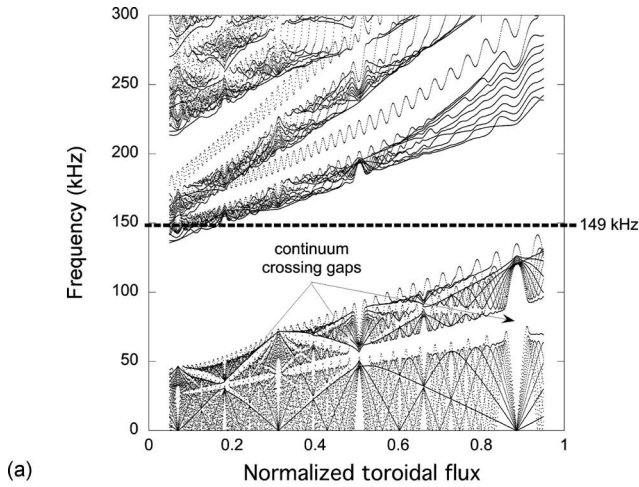 300
250
200
150
100
50
0
Frequency (kHz)
149 kHz
continuum
crossing gaps
0
0.2
0.4
0.6
0.8
1
Normalized toroidal flux
(a)